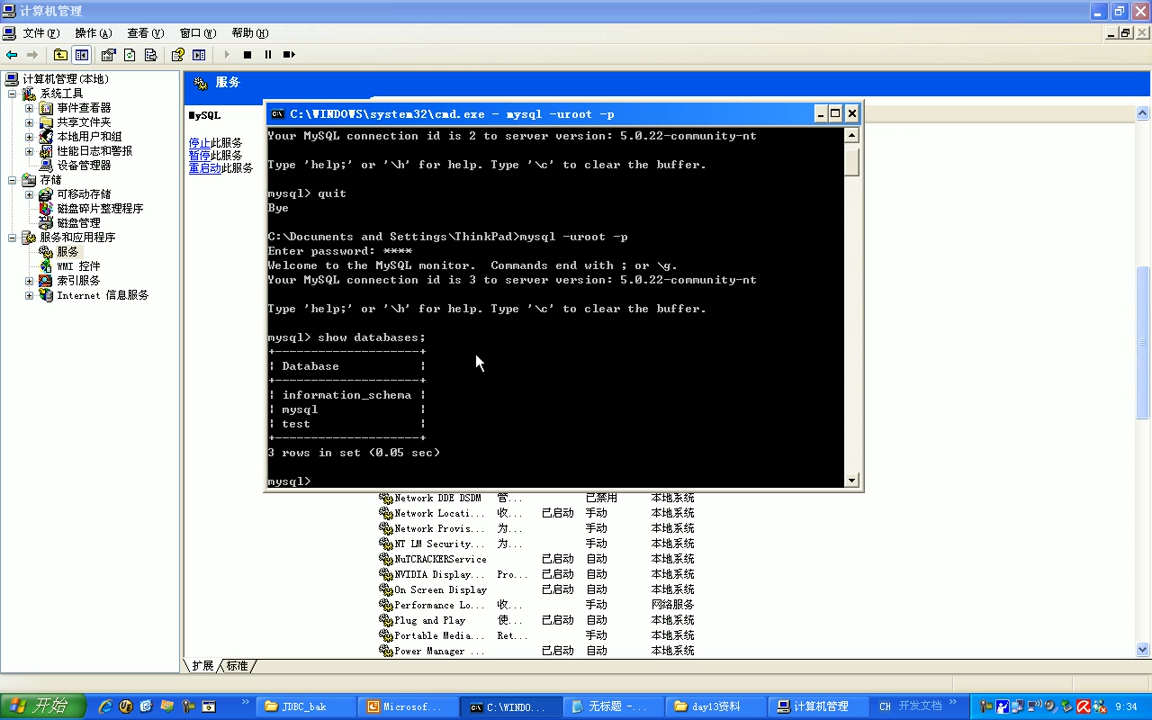 计算机管理
文件(F) 操作(A) 查看(V) 窗口(W) 帮助(H)
计算机管理(本地)
系统工具
事件查看器
共享文件夹
本地用户和组
性能日志和警报
设备管理器
存储
可移动存储
磁盘碎片整理程序
磁盘管理
服务和应用程序
服务
WMI 控件
索引服务
Internet 信息服务
服务
MySQL
停止此服务
暂停此服务
重启动此服务
C:\WINDOWS\system32\cmd.exe - mysql -uroot -p
Your MySQL connection id is 2 to server version: 5.0.22-community-nt
Type 'help;' or '\h' for help. Type '\c' to clear the buffer.
mysql> quit
Bye
C:\Documents and Settings\ThinkPad>mysql -uroot -p
Enter password: ****
Welcome to the MySQL monitor.  Commands end with ; or \g.
Your MySQL connection id is 3 to server version: 5.0.22-community-nt
Type 'help;' or '\h' for help. Type '\c' to clear the buffer.
mysql> show databases;
+--------------------+
| Database           |
+--------------------+
| information_schema |
| mysql              |
| test               |
+--------------------+
3 rows in set (0.05 sec)
mysql>
Network DDE DSDM 管... 已禁用 本地系统
Network Locati... 收... 已启动 手动 本地系统
Network Provis... 为... 手动 本地系统
NT LM Security... 为... 手动 本地系统
NuTCRACKERService 已启动 自动 本地系统
NVIDIA Display... Pro... 已启动 自动 本地系统
On Screen Display 已启动 自动 本地系统
Performance Lo... 收... 手动 网络服务
Plug and Play 使... 已启动 自动 本地系统
Portable Media... Ret... 手动 本地系统
Power Manager ... 已启动 自动 本地系统
扩展 标准
开始 JDBC_bak Microsof... C:\WINDO... 无标题 -... day13资料 计算机管理 CH 开发文档 9:34